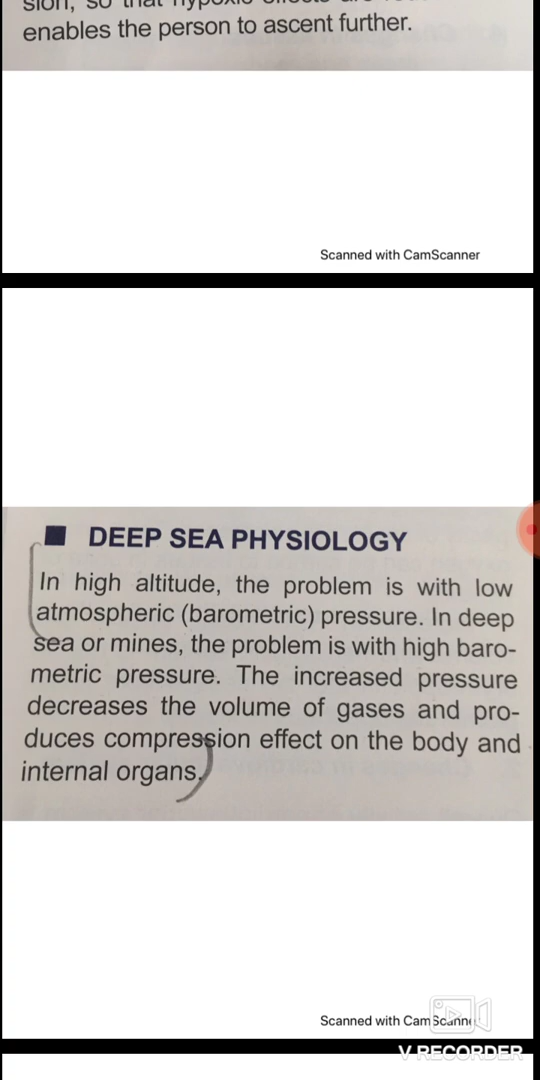 enables the person to ascent further.
Scanned with CamScanner
DEEP SEA PHYSIOLOGY
In high altitude, the problem is with low
atmospheric (barometric) pressure. In deep
sea or mines, the problem is with high baro-
metric pressure. The increased pressure
decreases the volume of gases and pro-
duces compression effect on the body and
internal organs.
Scanned with CamScanner
V RECORDER